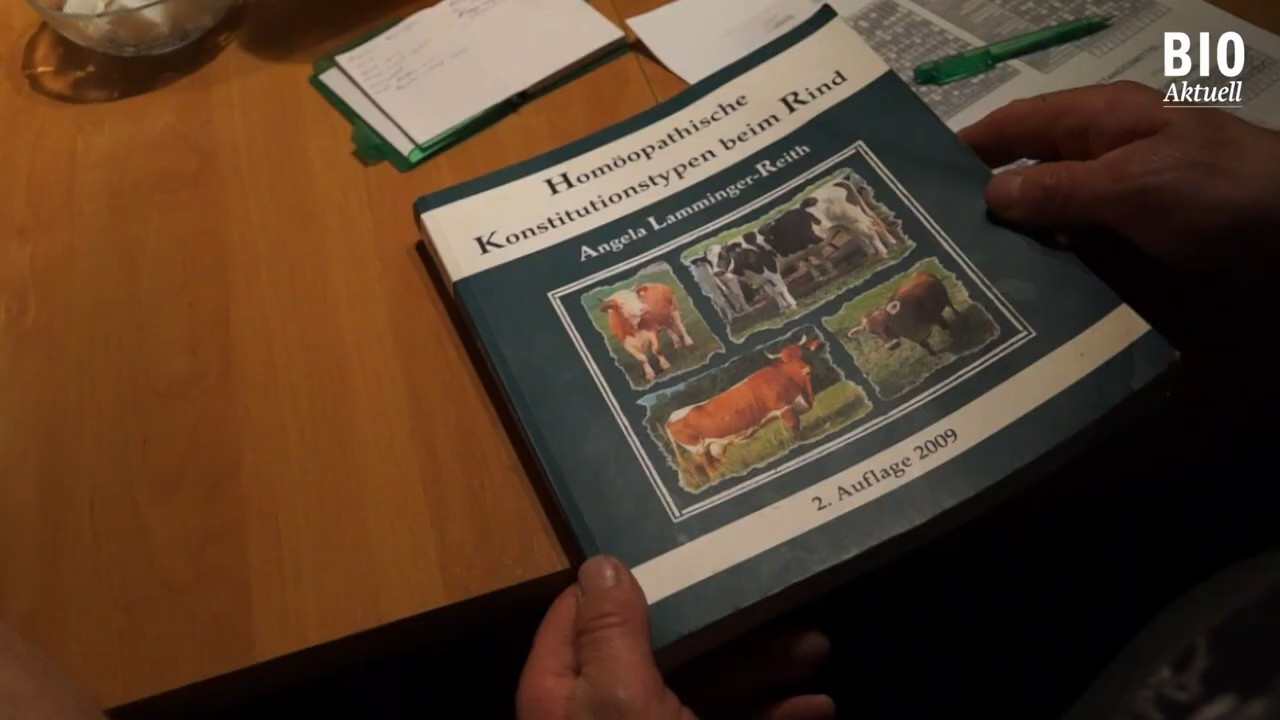 BIO
Aktuell
Homöopathische
Konstitutionstypen beim Rind
Angela Lamminger-Reith
2. Auflage 2009